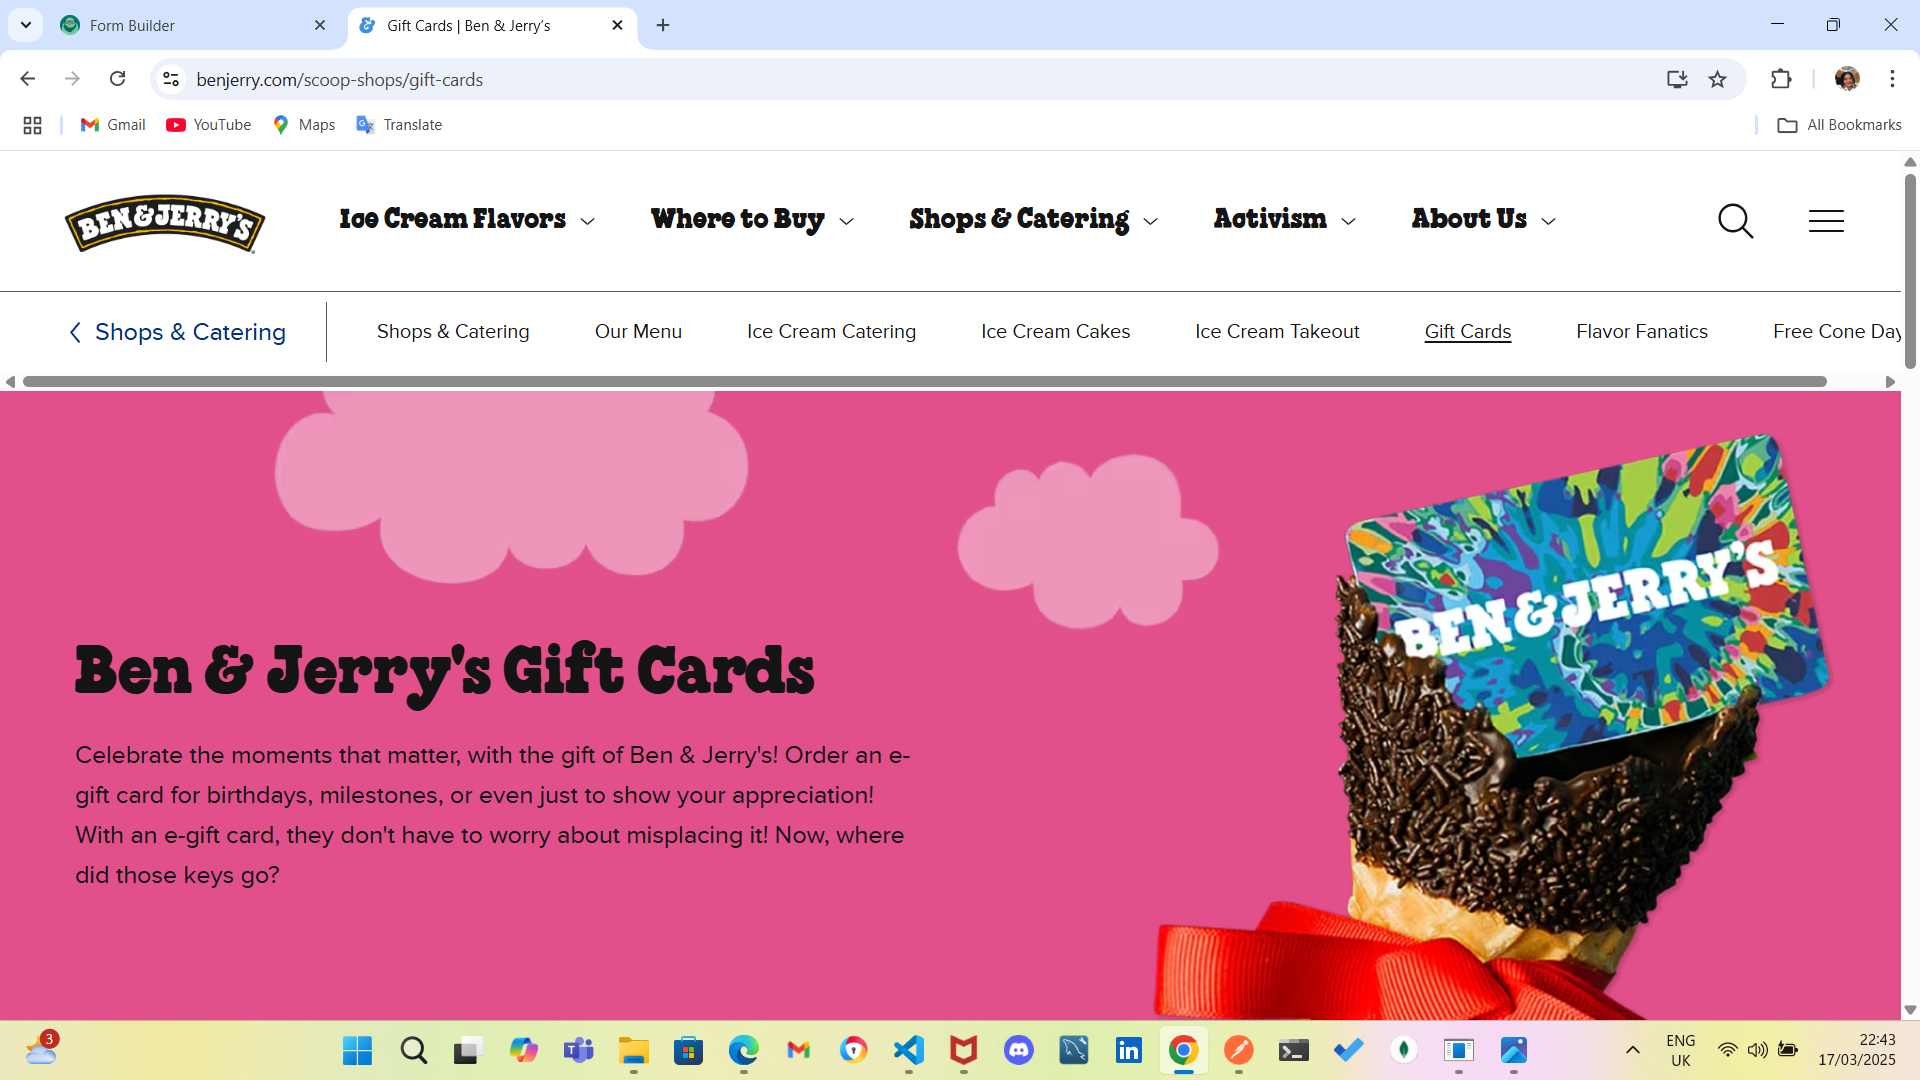 Form Builder
Gift Cards | Ben & Jerry's
benjerry.com/scoop-shops/gift-cards
Gmail
YouTube
Maps
Translate
All Bookmarks
BEN & JERRY'S
Ice Cream Flavors
Where to Buy
Shops & Catering
Activism
About Us
Shops & Catering
Shops & Catering
Our Menu
Ice Cream Catering
Ice Cream Cakes
Ice Cream Takeout
Gift Cards
Flavor Fanatics
Free Cone Day
BEN & JERRY'S
Ben & Jerry's Gift Cards
Celebrate the moments that matter, with the gift of Ben & Jerry's! Order an e-
gift card for birthdays, milestones, or even just to show your appreciation!
With an e-gift card, they don't have to worry about misplacing it! Now, where
did those keys go?
3
ENG
UK
22:43
17/03/2025